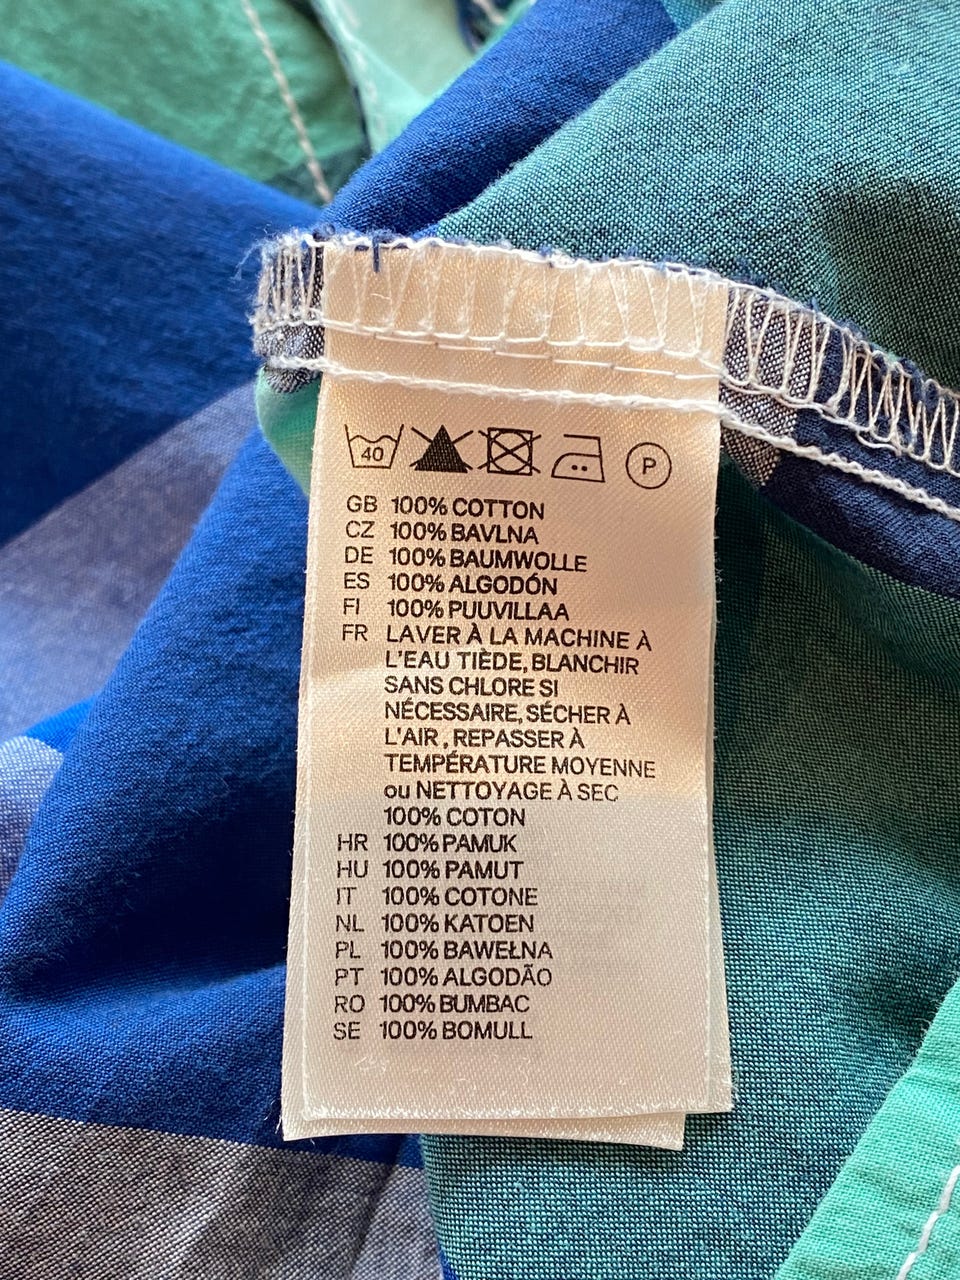 40 P
GB 100% COTTON
CZ 100% BAVLNA
DE 100% BAUMWOLLE
ES 100% ALGODÓN
FI 100% PUUVILLAA
FR LAVER À LA MACHINE À
L'EAU TIÈDE, BLANCHIR
SANS CHLORE SI
NÉCESSAIRE, SÉCHER À
L'AIR , REPASSER À
TEMPÉRATURE MOYENNE
ou NETTOYAGE À SEC
100% COTON
HR 100% PAMUK
HU 100% PAMUT
IT 100% COTONE
NL 100% KATOEN
PL 100% BAWEŁNA
PT 100% ALGODÃO
RO 100% BUMBAC
SE 100% BOMULL